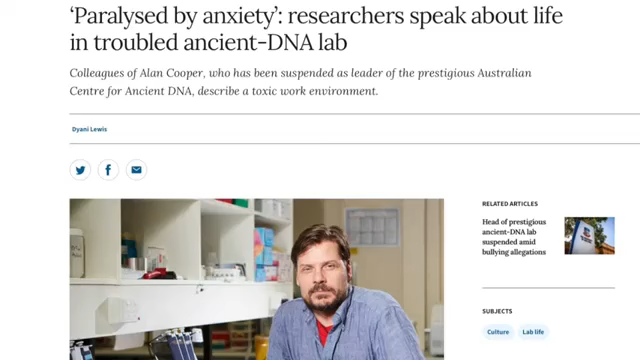 ‘Paralysed by anxiety’: researchers speak about life
in troubled ancient-DNA lab
Colleagues of Alan Cooper, who has been suspended as leader of the prestigious Australian
Centre for Ancient DNA, describe a toxic work environment.
Dyani Lewis
RELATED ARTICLES
Head of prestigious
ancient-DNA lab
suspended amid
bullying allegations
SUBJECTS
Culture
Lab life